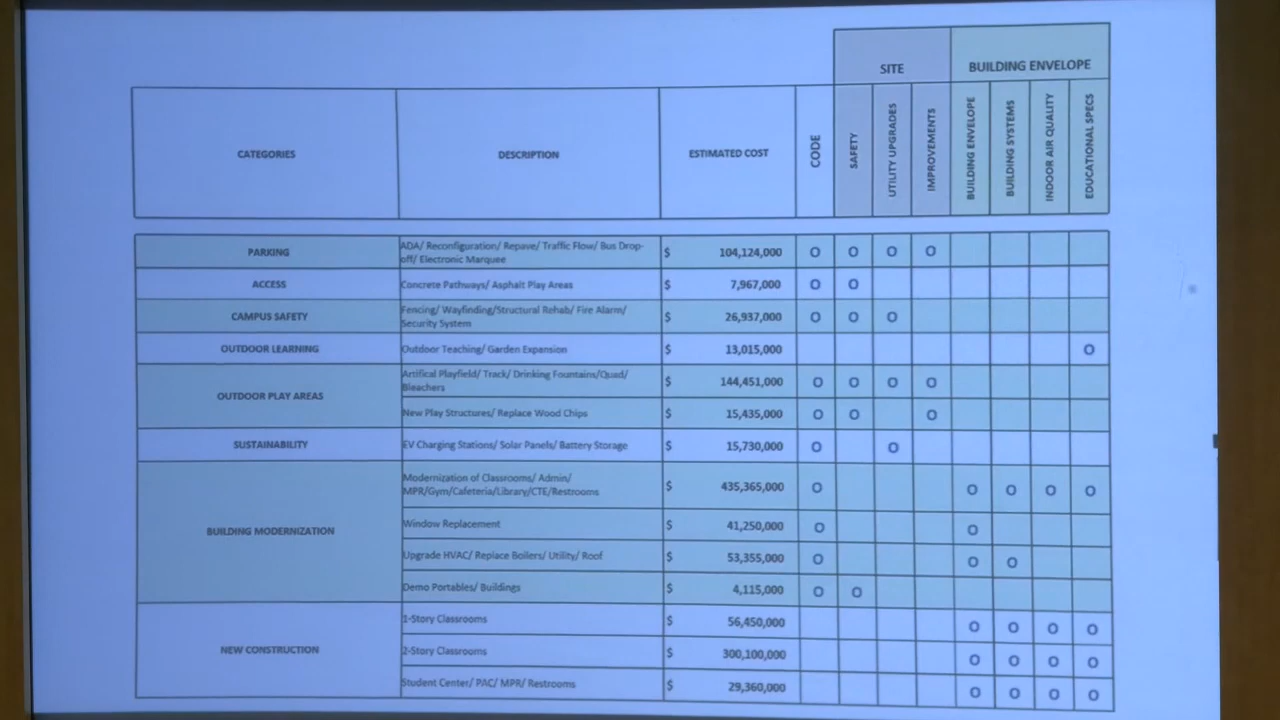 SITE BUILDING ENVELOPE
CATEGORIES DESCRIPTION ESTIMATED COST CODE SAFETY UTILITY UPGRADES IMPROVEMENTS BUILDING ENVELOPE BUILDING SYSTEMS INDOOR AIR QUALITY EDUCATIONAL SPECS
PARKING ADA/ Reconfiguration/ Repave/ Traffic Flow/ Bus Drop-
off/ Electronic Marquee $ 104,124,000 O O O O
ACCESS Concrete Pathways/ Asphalt Play Areas $ 7,967,000 O O
CAMPUS SAFETY Fencing/ Wayfinding/Structural Rehab/ Fire Alarm/
Security System $ 26,937,000 O O O
OUTDOOR LEARNING Outdoor Teaching/ Garden Expansion $ 13,015,000 O
OUTDOOR PLAY AREAS Artifical Playfield/ Track/ Drinking Fountains/Quad/
Bleachers $ 144,451,000 O O O O
New Play Structures/ Replace Wood Chips $ 15,435,000 O O O
SUSTAINABILITY EV Charging Stations/ Solar Panels/ Battery Storage $ 15,730,000 O O
BUILDING MODERNIZATION Modernization of Classrooms/ Admin/
MPR/Gym/Cafeteria/Library/CTE/Restrooms $ 435,365,000 O O O O O
Window Replacement $ 41,250,000 O O
Upgrade HVAC/ Replace Boilers/ Utility/ Roof $ 53,355,000 O O O
Demo Portables/ Buildings $ 4,115,000 O O
NEW CONSTRUCTION 1-Story Classrooms $ 56,450,000 O O O O
2-Story Classrooms $ 300,100,000 O O O O
Student Center/ PAC/ MPR/ Restrooms $ 29,360,000 O O O O